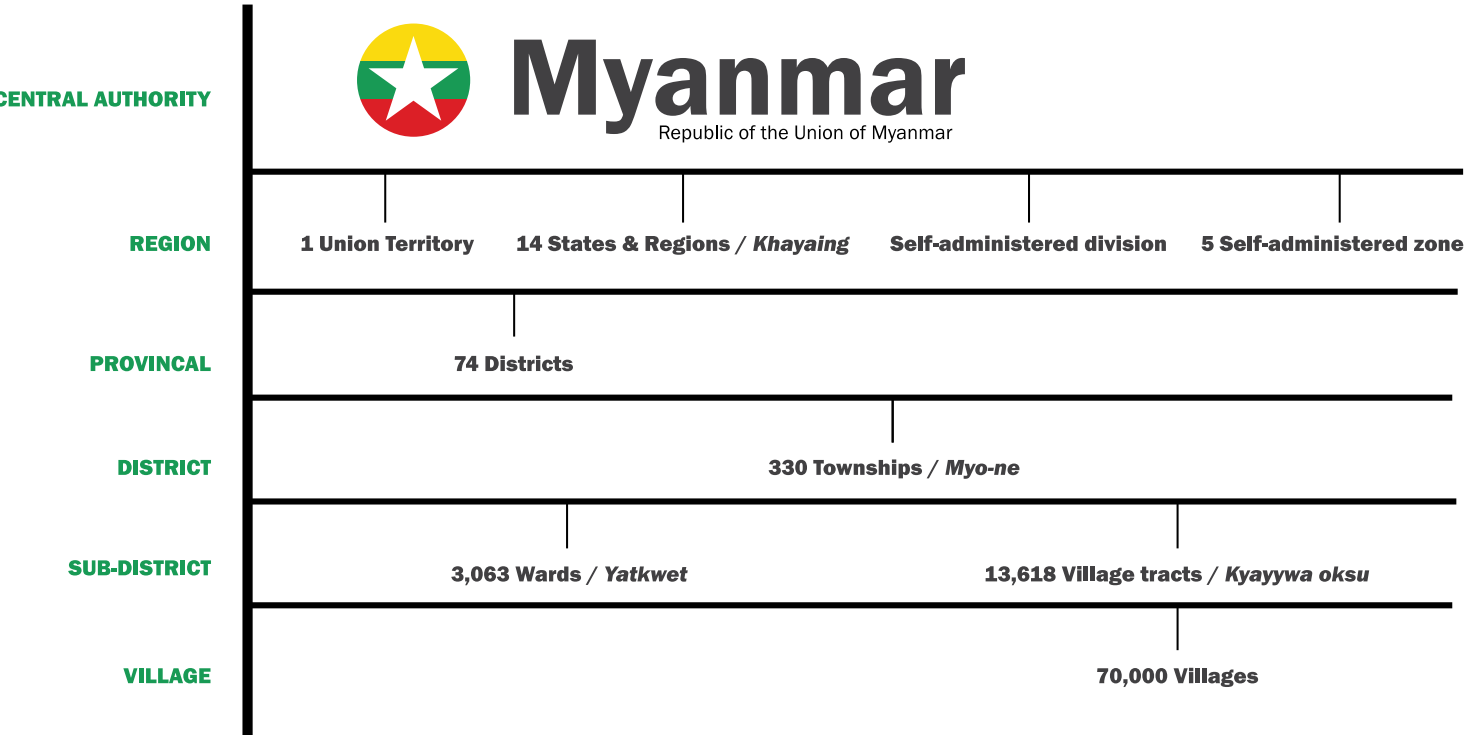 CENTRAL AUTHORITY
Myanmar
Republic of the Union of Myanmar
REGION
1 Union Territory
14 States & Regions / Khayaing
Self-administered division
5 Self-administered zone
PROVINCAL
74 Districts
DISTRICT
330 Townships / Myo-ne
SUB-DISTRICT
3,063 Wards / Yatkwet
13,618 Village tracts / Kyayywa oksu
VILLAGE
70,000 Villages